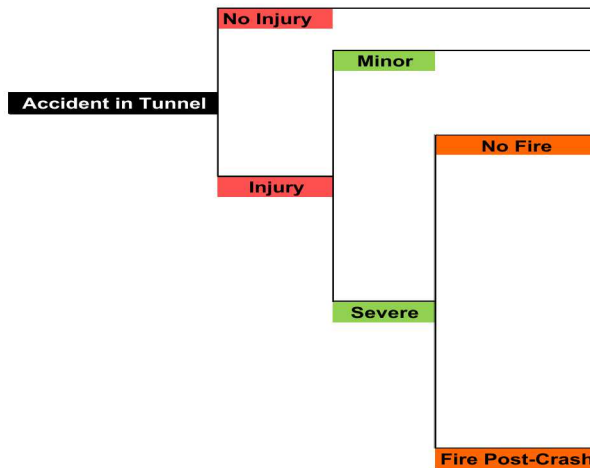 No Injury
Minor
Accident in Tunnel
No Fire
Injury
Severe
Fire Post-Crash